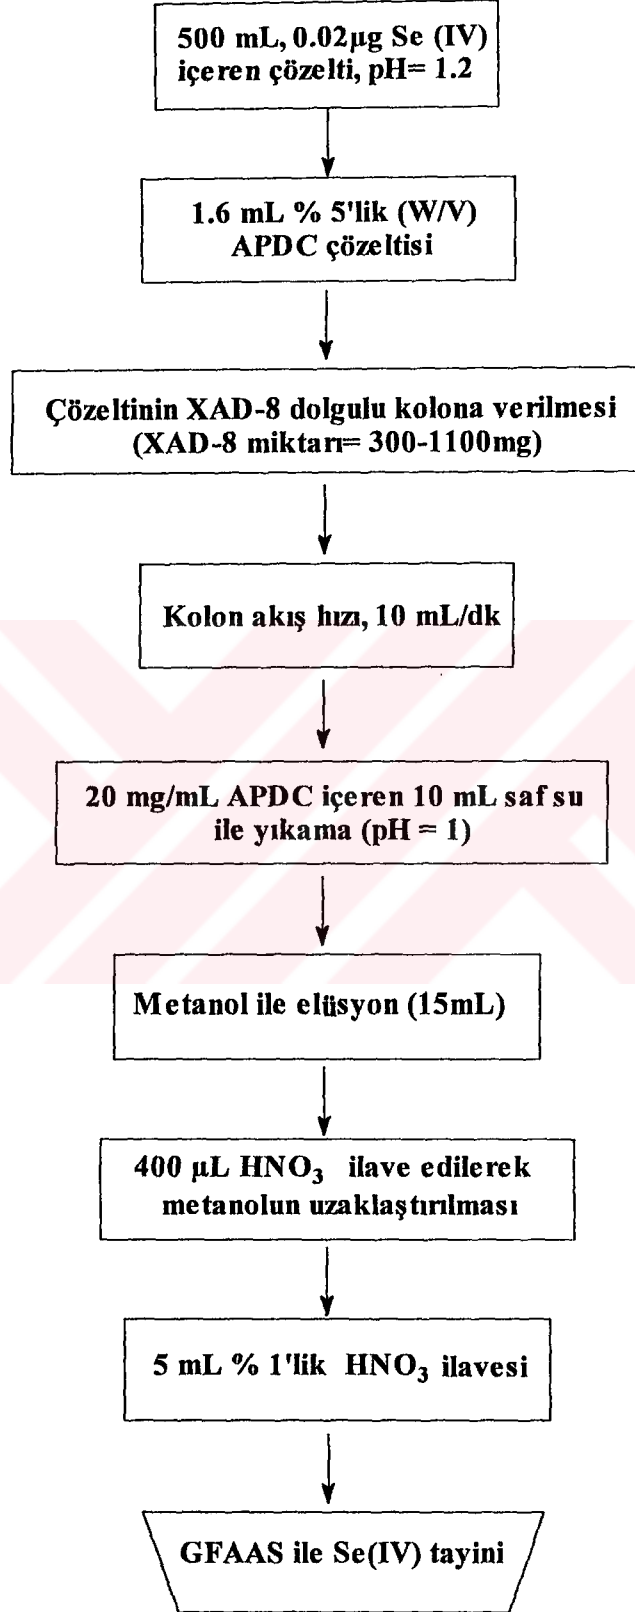 500 mL, 0.02µg Se (IV)
içeren çözelti, pH= 1.2
1.6 mL % 5'lik (W/V)
APDC çözeltisi
Çözeltinin XAD-8 dolgulu kolona verilmesi
(XAD-8 miktarı= 300-1100mg)
Kolon akış hızı, 10 mL/dk
20 mg/mL APDC içeren 10 mL saf su
ile yıkama (pH = 1)
Metanol ile elüsyon (15mL)
400 µL HNO₃ ilave edilerek
metanolun uzaklaştırılması
5 mL % 1'lik HNO₃ ilavesi
GFAAS ile Se(IV) tayini